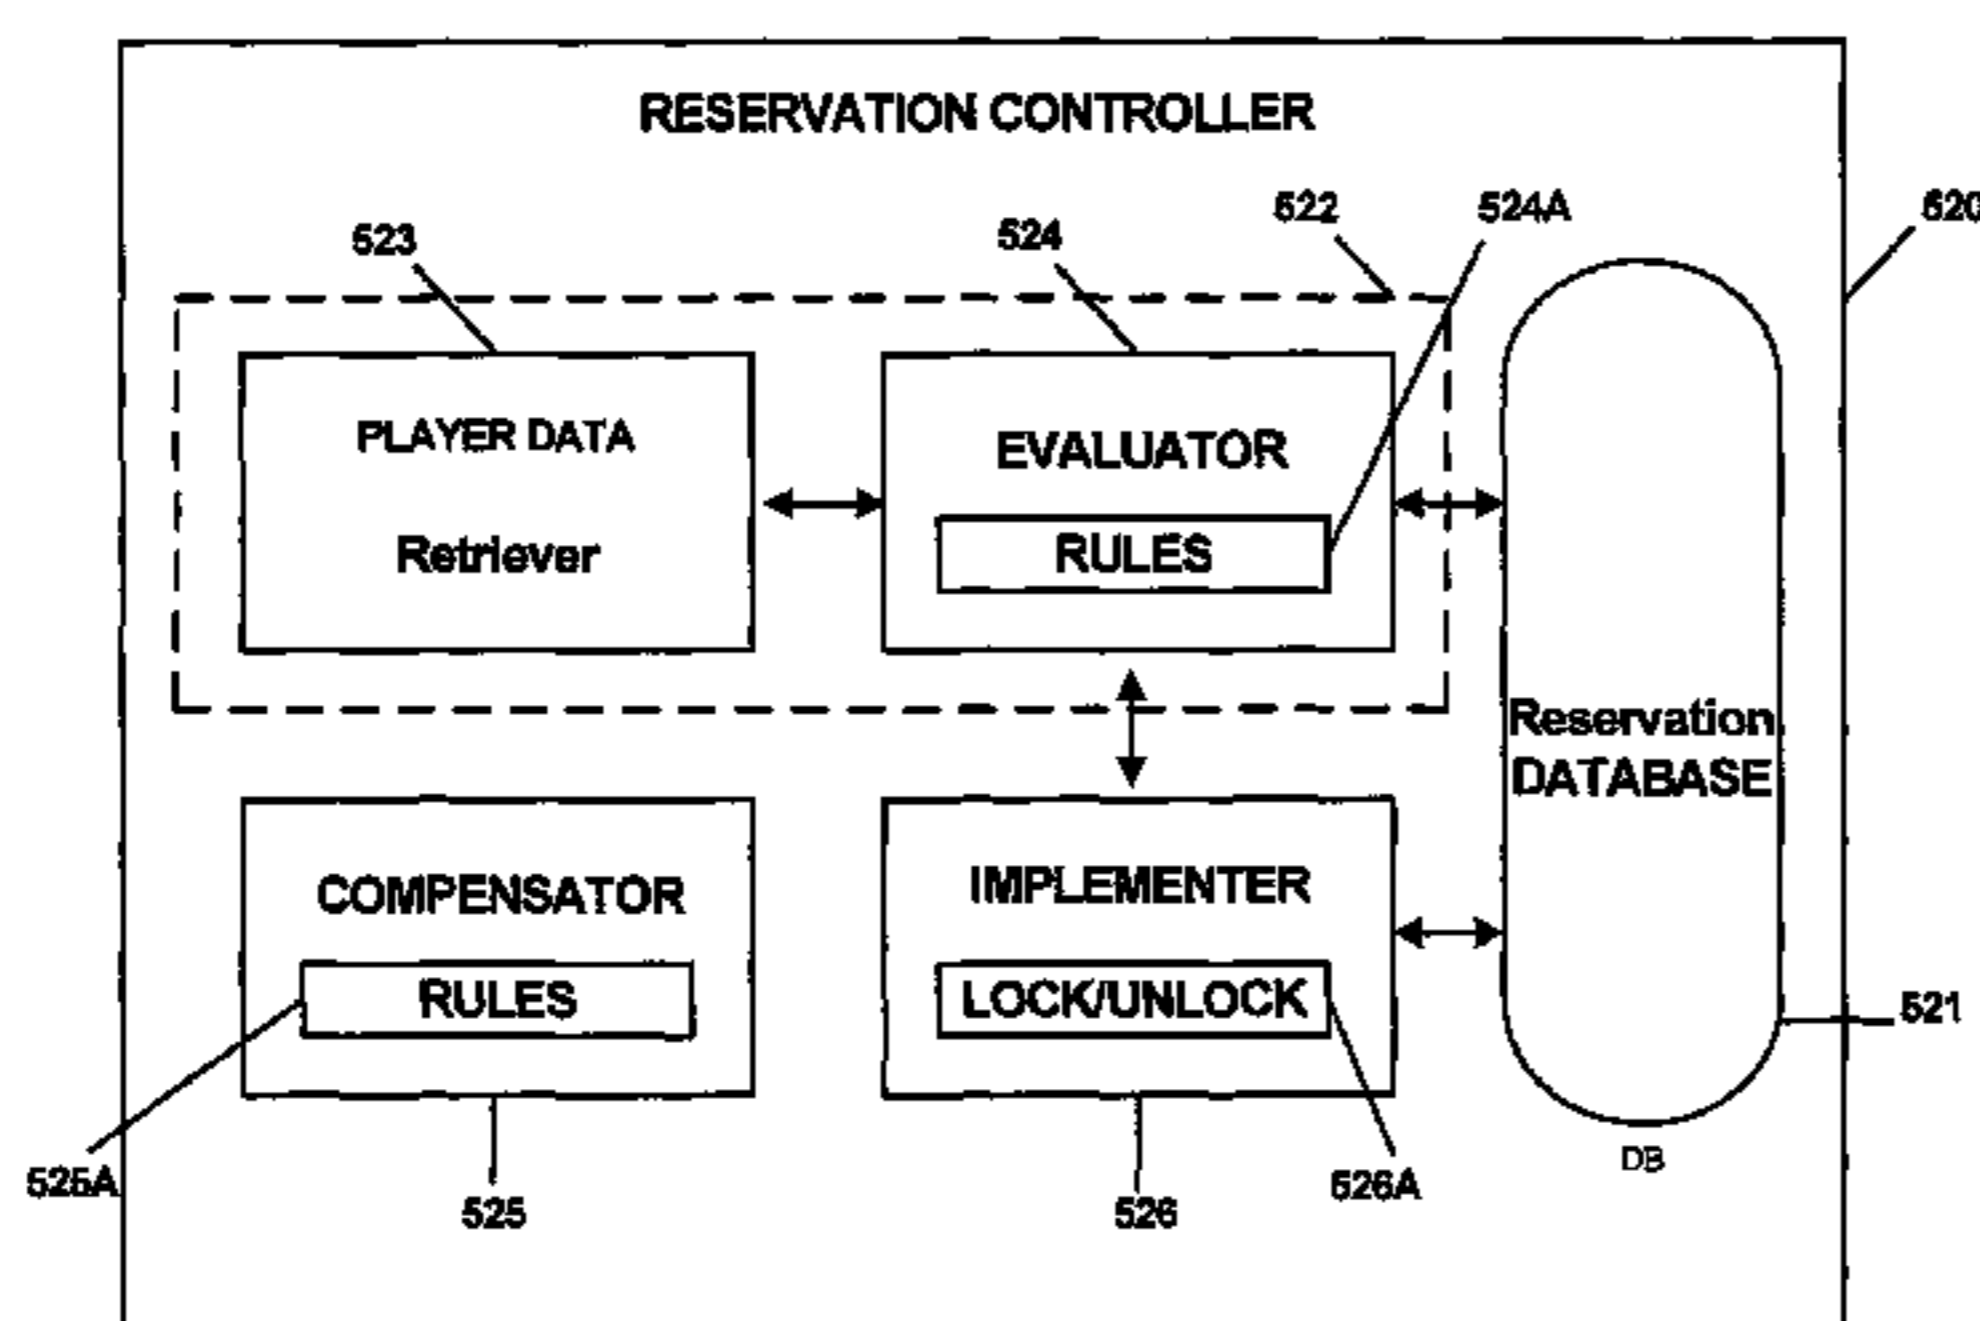 RESERVATION CONTROLLER
522
524A
520
523
524
PLAYER DATA
Retriever
EVALUATOR
RULES
Reservation
DATABASE
COMPENSATOR
RULES
IMPLEMENTER
LOCK/UNLOCK
521
DB
525A
525
526
526A